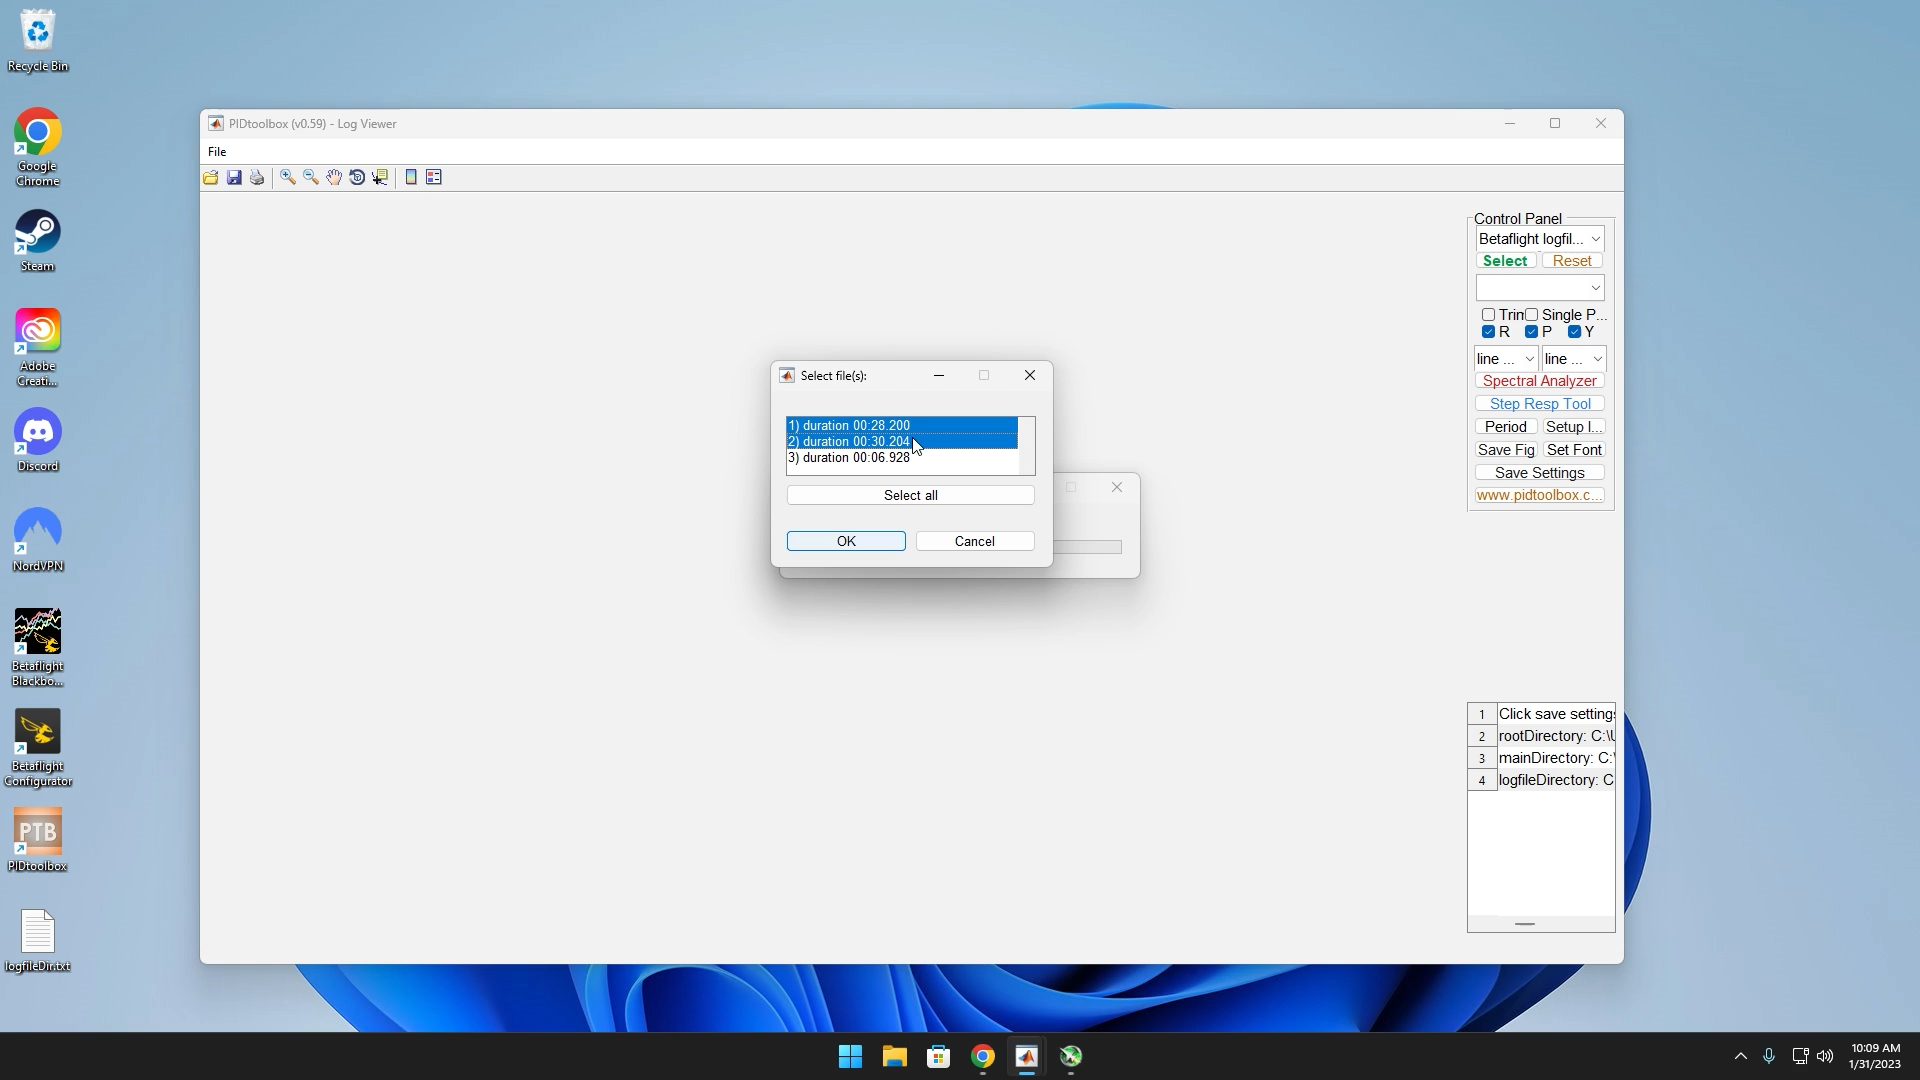 Recycle Bin
Google
Chrome
Steam
Adobe
Creati...
Discord
NordVPN
Betaflight
Blackbo...
Betaflight
Configurator
PTB
PIDtoolbox
logfileDir.txt
PIDtoolbox (v0.59) - Log Viewer
File
Select file(s):
1) duration 00:28.200
2) duration 00:30.204
3) duration 00:06.928
Select all
OK Cancel
Control Panel
Betaflight logfil...
Select Reset
Trim Single P...
R P Y
line ... line ...
Spectral Analyzer
Step Resp Tool
Period Setup I...
Save Fig Set Font
Save Settings
www.pidtoolbox.c...
1 Click save settings
2 rootDirectory: C:\U
3 mainDirectory: C:\
4 logfileDirectory: C
10:09 AM
1/31/2023